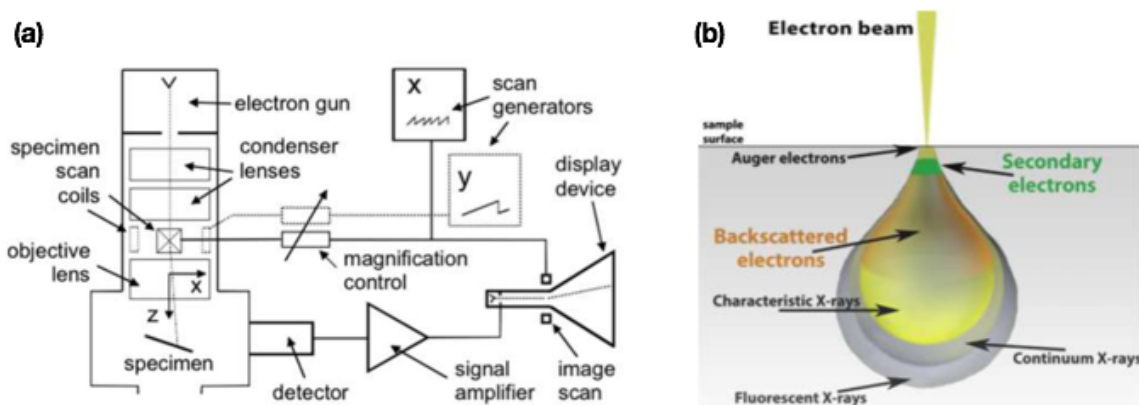 (a)
electron gun
specimen
scan
coils
condenser
lenses
objective
lens
x
z
specimen
detector
signal
amplifier
magnification
control
x
scan
generators
y
display
device
image
scan
(b)
Electron beam
sample
surface
Auger electrons
Secondary
electrons
Backscattered
electrons
Characteristic X-rays
Continuum X-rays
Fluorescent X-rays